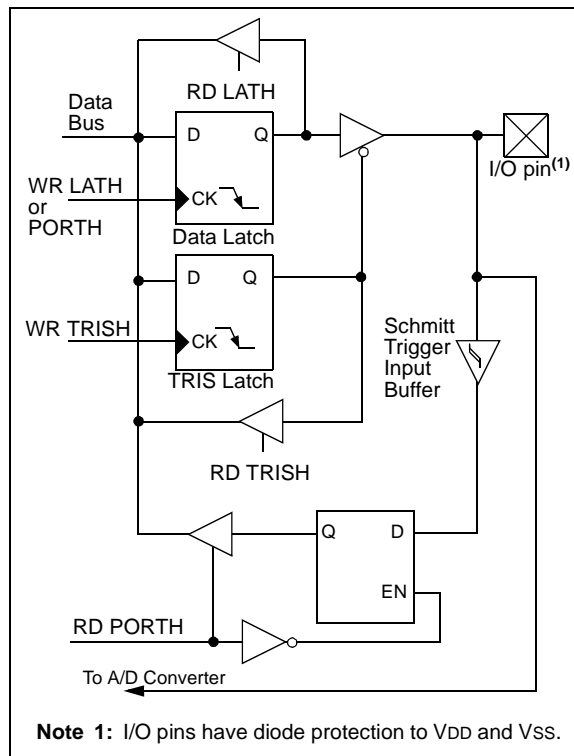 RD LATH
Data
Bus
D Q
I/O pin(1)
WR LATH
or
PORTH
CK
Data Latch
D Q
WR TRISH
CK
TRIS Latch
Schmitt
Trigger
Input
Buffer
RD TRISH
Q D
EN
RD PORTH
To A/D Converter
Note 1: I/O pins have diode protection to VDD and VSS.